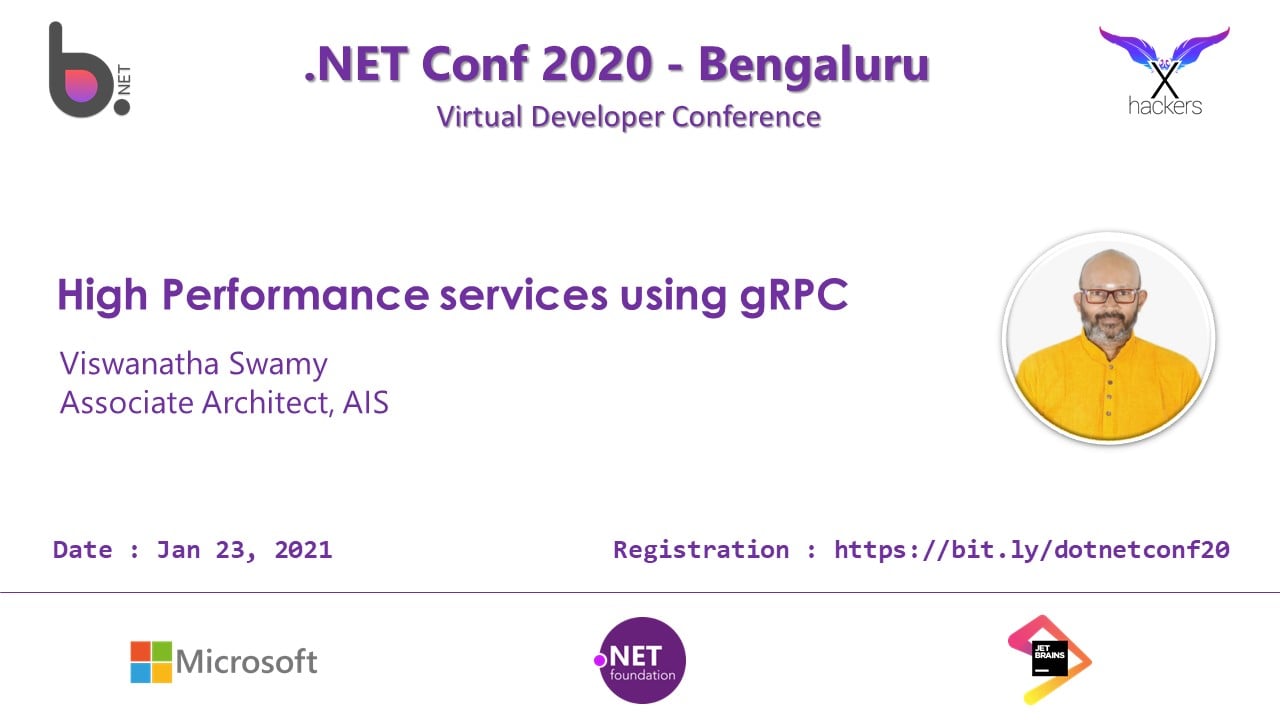 b.NET
.NET Conf 2020 - Bengaluru
Virtual Developer Conference
X
hackers
High Performance services using gRPC
Viswanatha Swamy
Associate Architect, AIS
Date : Jan 23, 2021
Registration : https://bit.ly/dotnetconf20
Microsoft
.NET
foundation
JET
BRAINS